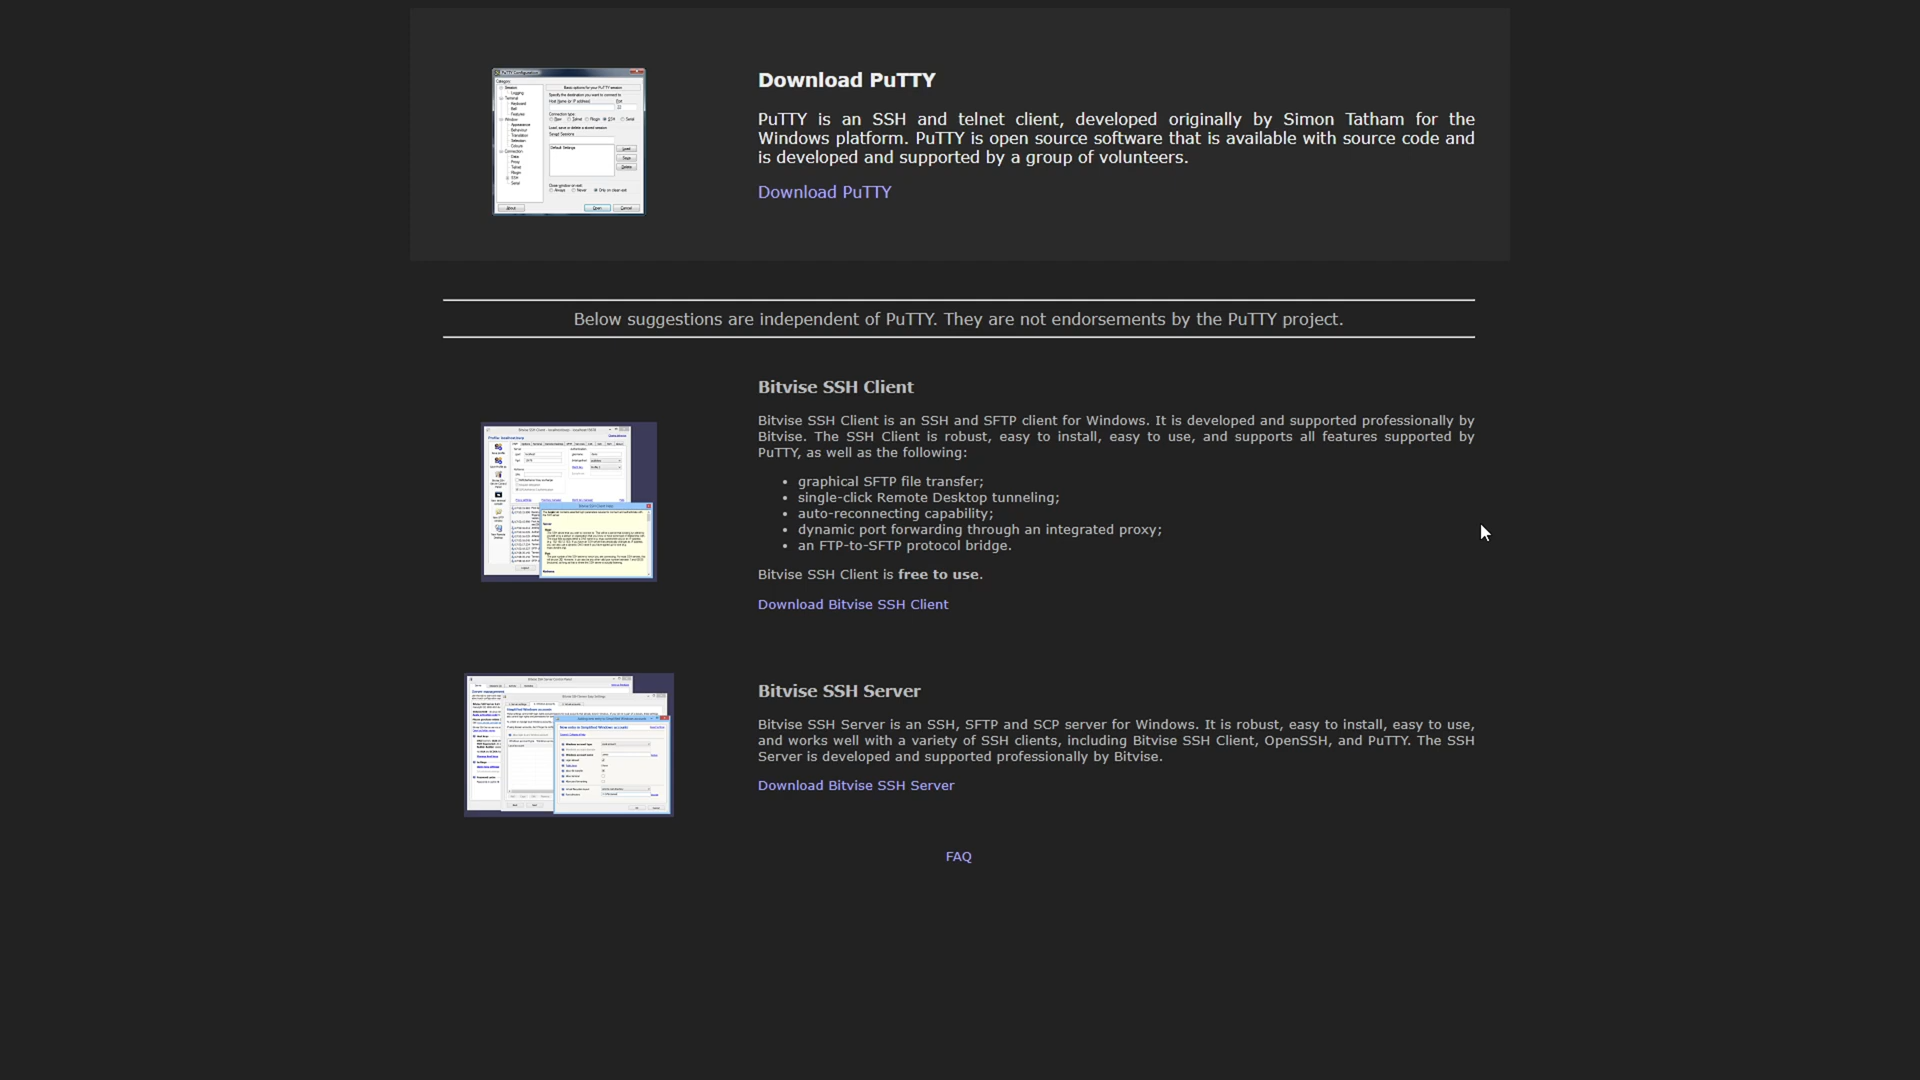 Download PuTTY
PuTTY is an SSH and telnet client, developed originally by Simon Tatham for the
Windows platform. PuTTY is open source software that is available with source code and
is developed and supported by a group of volunteers.
Download PuTTY
Below suggestions are independent of PuTTY. They are not endorsements by the PuTTY project.
Bitvise SSH Client
Bitvise SSH Client is an SSH and SFTP client for Windows. It is developed and supported professionally by
Bitvise. The SSH Client is robust, easy to install, easy to use, and supports all features supported by
PuTTY, as well as the following:
• graphical SFTP file transfer;
• single-click Remote Desktop tunneling;
• auto-reconnecting capability;
• dynamic port forwarding through an integrated proxy;
• an FTP-to-SFTP protocol bridge.
Bitvise SSH Client is free to use.
Download Bitvise SSH Client
Bitvise SSH Server
Bitvise SSH Server is an SSH, SFTP and SCP server for Windows. It is robust, easy to install, easy to use,
and works well with a variety of SSH clients, including Bitvise SSH Client, OpenSSH, and PuTTY. The SSH
Server is developed and supported professionally by Bitvise.
Download Bitvise SSH Server
FAQ